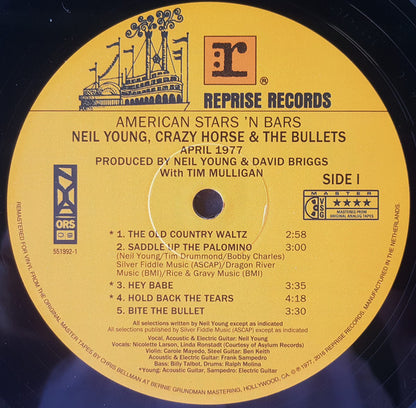 r
®
REPRISE RECORDS
AMERICAN STARS 'N BARS
NEIL YOUNG, CRAZY HORSE & THE BULLETS
APRIL 1977
PRODUCED BY NEIL YOUNG & DAVID BRIGGS
With TIM MULLIGAN
ORS
551992-1
SIDE I
MASTER
★★★★
MASTERED FROM
ORIGINAL ANALOG TAPES
* 1. THE OLD COUNTRY WALTZ 2:58
2. SADDLE UP THE PALOMINO 3:00
(Neil Young/Tim Drummond/Bobby Charles)
Silver Fiddle Music (ASCAP)/Dragon River
Music (BMI)/Rice & Gravy Music (BMI)
* 3. HEY BABE 3:35
* 4. HOLD BACK THE TEARS 4:18
5. BITE THE BULLET 3:30
All selections written by Neil Young except as indicated
All selections published by Silver Fiddle Music (ASCAP) except as indicated
Vocal, Acoustic & Electric Guitar: Neil Young
Vocals: Nicolette Larson, Linda Ronstadt (Courtesy of Asylum Records)
Violin: Carole Mayedo, Steel Guitar: Ben Keith
Acoustic & Electric Guitar: Frank Sampedro
Bass: Billy Talbot, Drums: Ralph Molina
*Young: Acoustic Guitar, Sampedro: Electric Guitar
REMASTERED FOR VINYL FROM THE ORIGINAL MASTER TAPES BY CHRIS BELLMAN AT BERNIE GRUNDMAN MASTERING, HOLLYWOOD, CA. ℗ 1977, 2016 REPRISE RECORDS. MANUFACTURED IN THE NETHERLANDS.